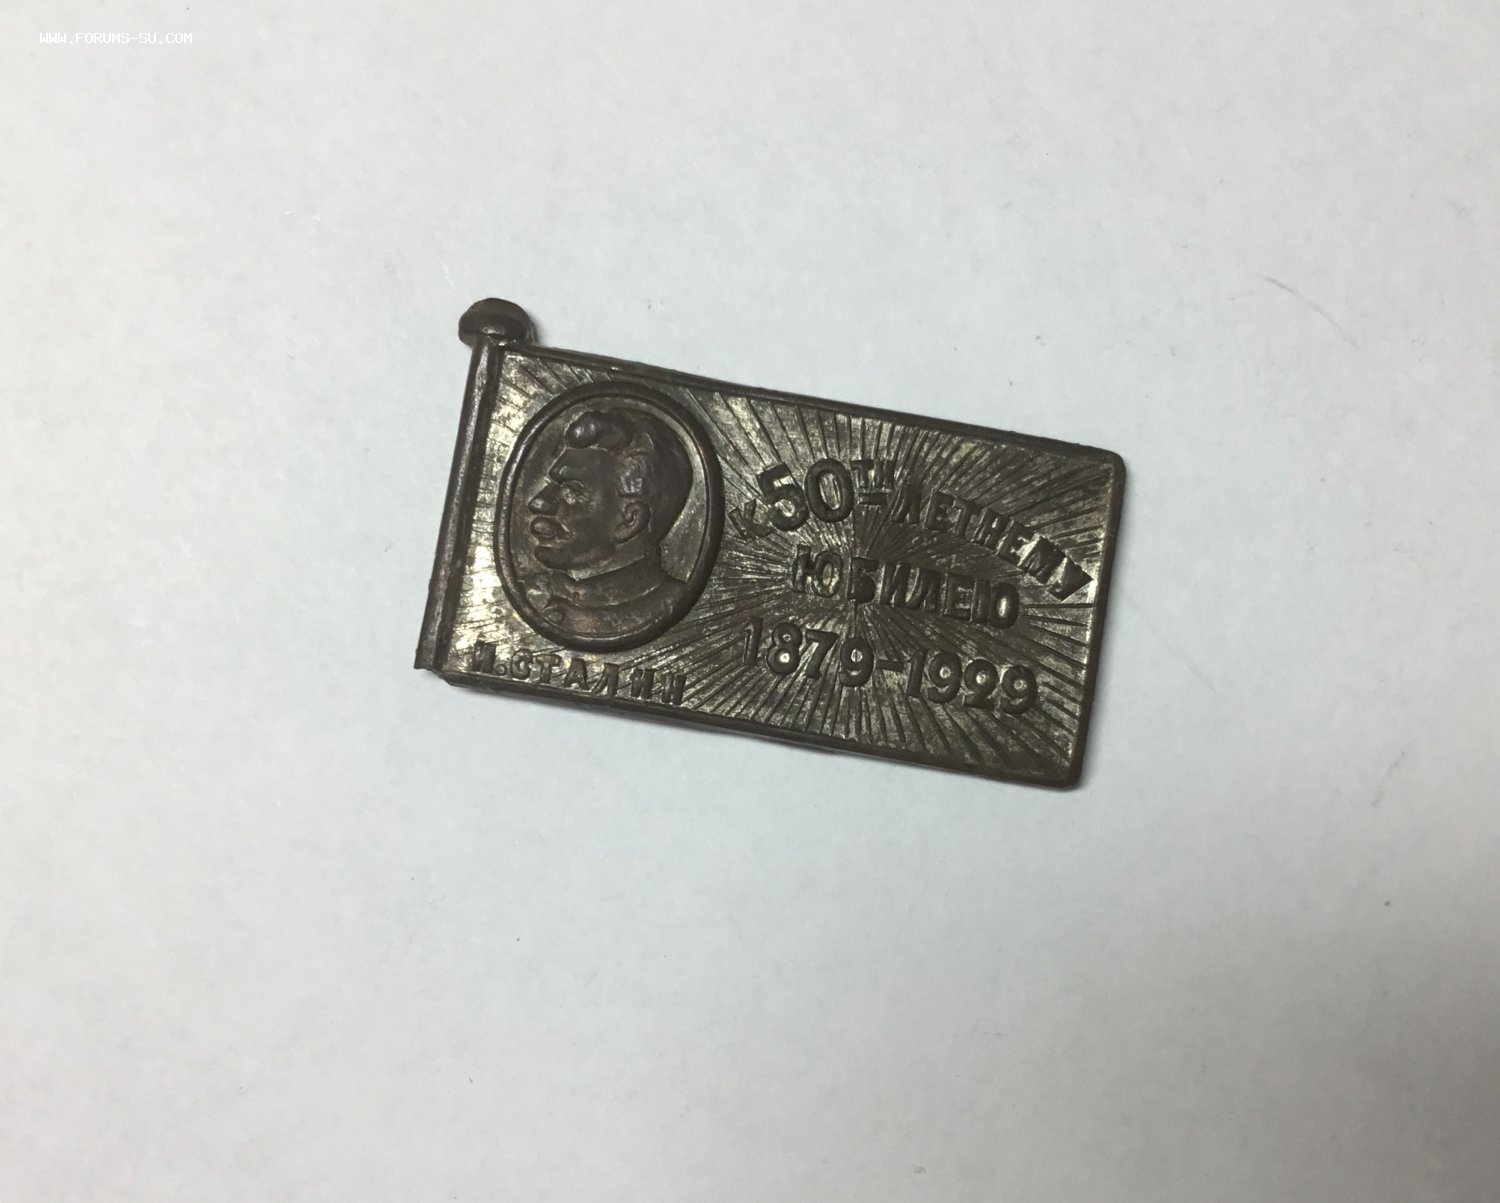 WWW.FORUMS-SU.COM
К 50ТИ-ЛЕТНЕМУ
ЮБИЛЕЮ
1879-1929
И.СТАЛИН